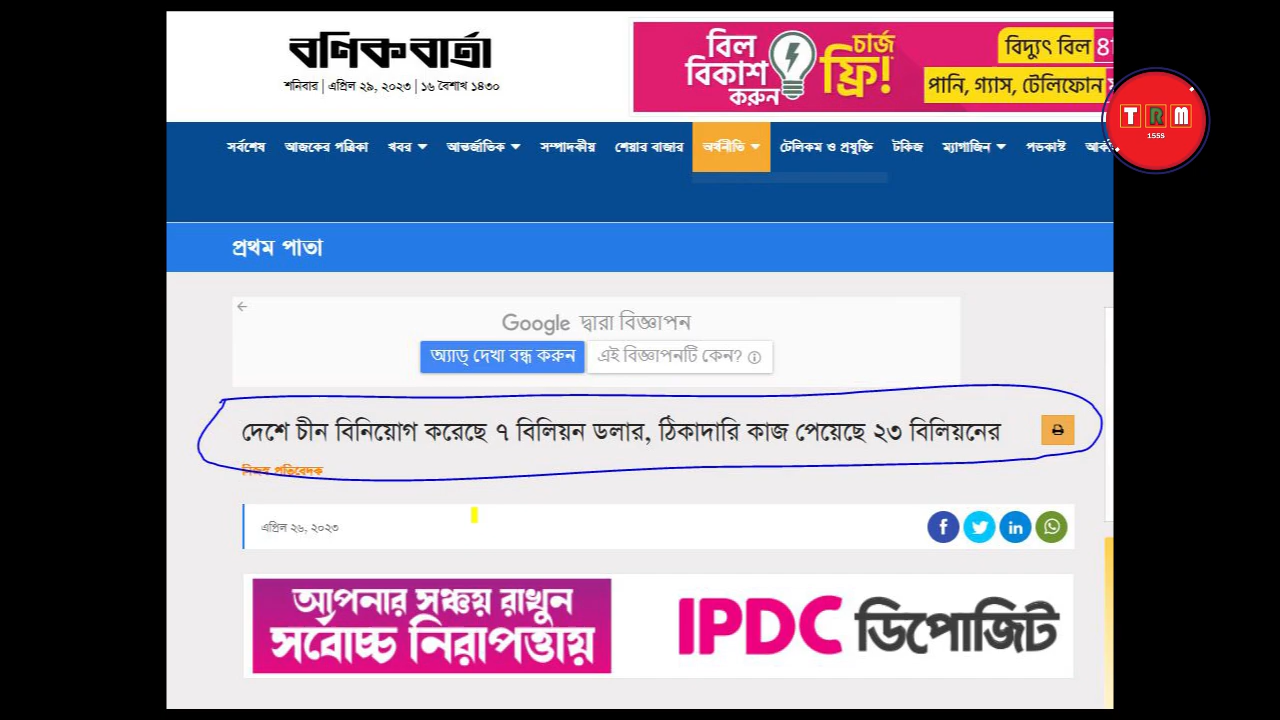 বণিক বার্তা
শনিবার | এপ্রিল ২৯, ২০২৩ | ১৬ বৈশাখ ১৪৩০
বিল
বিকাশ
করুন
চার্জ
ফ্রি!
বিদ্যুৎ বিল
পানি, গ্যাস, টেলিফোন
TRM
1555
সর্বশেষ আজকের পত্রিকা খবর আন্তর্জাতিক সম্পাদকীয় শেয়ার বাজার অর্থনীতি টেলিকম ও প্রযুক্তি টকিজ ম্যাগাজিন পডকাস্ট
প্রথম পাতা
Google দ্বারা বিজ্ঞাপন
অ্যাড্ দেখা বন্ধ করুন এই বিজ্ঞাপনটি কেন?
দেশে চীন বিনিয়োগ করেছে ৭ বিলিয়ন ডলার, ঠিকাদারি কাজ পেয়েছে ২৩ বিলিয়নের
নিজস্ব প্রতিবেদক
এপ্রিল ২৬, ২০২৩
আপনার সঞ্চয় রাখুন
সর্বোচ্চ নিরাপত্তায়
IPDC ডিপোজিট